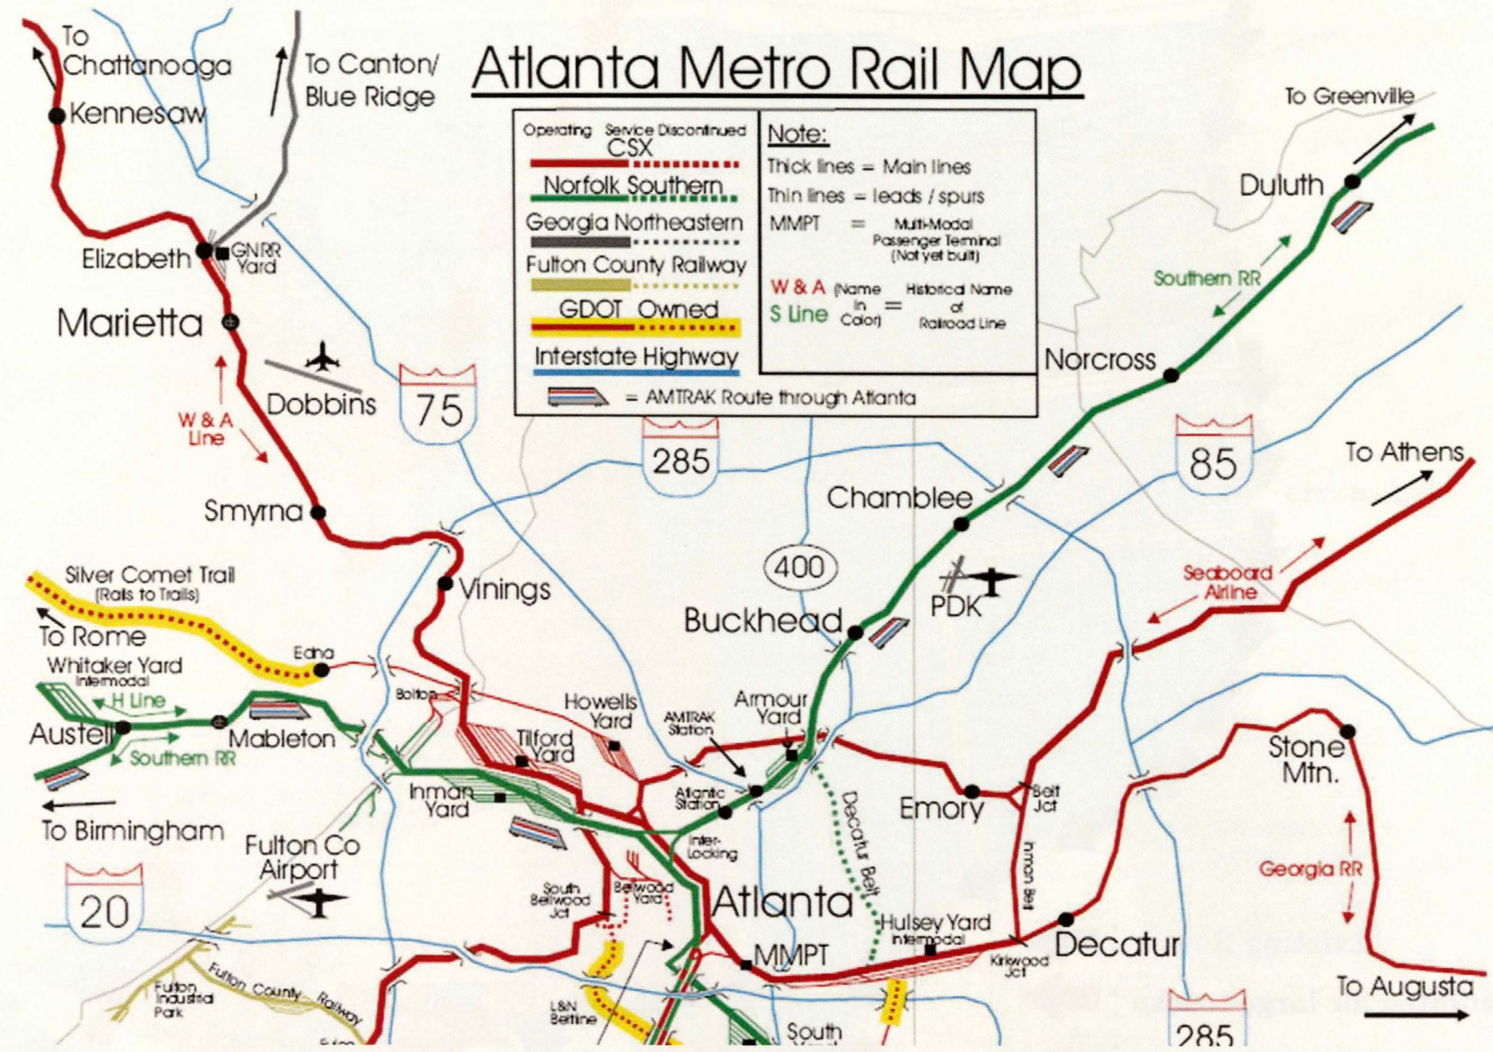 Atlanta Metro Rail Map
To
Chattanooga
Kennesaw
To Canton/
Blue Ridge
Operating Service Discontinued
CSX
Norfolk Southern
Georgia Northeastern
Fulton County Railway
GDOT Owned
Interstate Highway
= AMTRAK Route through Atlanta
Note:
Thick lines = Main lines
Thin lines = leads / spurs
MMPT = Multi-Modal
Passenger Terminal
(Not yet built)
W & A (Name = Historical Name
S Line in of
Color) Railroad Line
To Greenville
Duluth
Southern RR
Norcross
Elizabeth
GNRR
Yard
Marietta
Dobbins
75
W & A
Line
285
85
To Athens
Smyrna
Chamblee
400
PDK
Seaboard
Airline
Vinings
Buckhead
Silver Comet Trail
(Rails to Trails)
To Rome
Edna
Whitaker Yard
Intermodal
H Line
Austell
Mableton
Southern RR
To Birmingham
Bolton
Howells
Yard
Tilford
Yard
AMTRAK
Station
Armour
Yard
Inman
Yard
Atlantic
Station
Inter-
Locking
Emory
Belt
Jct
Stone
Mtn.
Decatur Belt
Inman Belt
Georgia RR
Fulton Co
Airport
20
South
Bellwood
Jct
Bellwood
Yard
Atlanta
Hulsey Yard
Intermodal
MMPT
Kirkwood
Jct
Decatur
To Augusta
Fulton
Industrial
Park
Fulton County Railway
L&N
Beltline
South
285